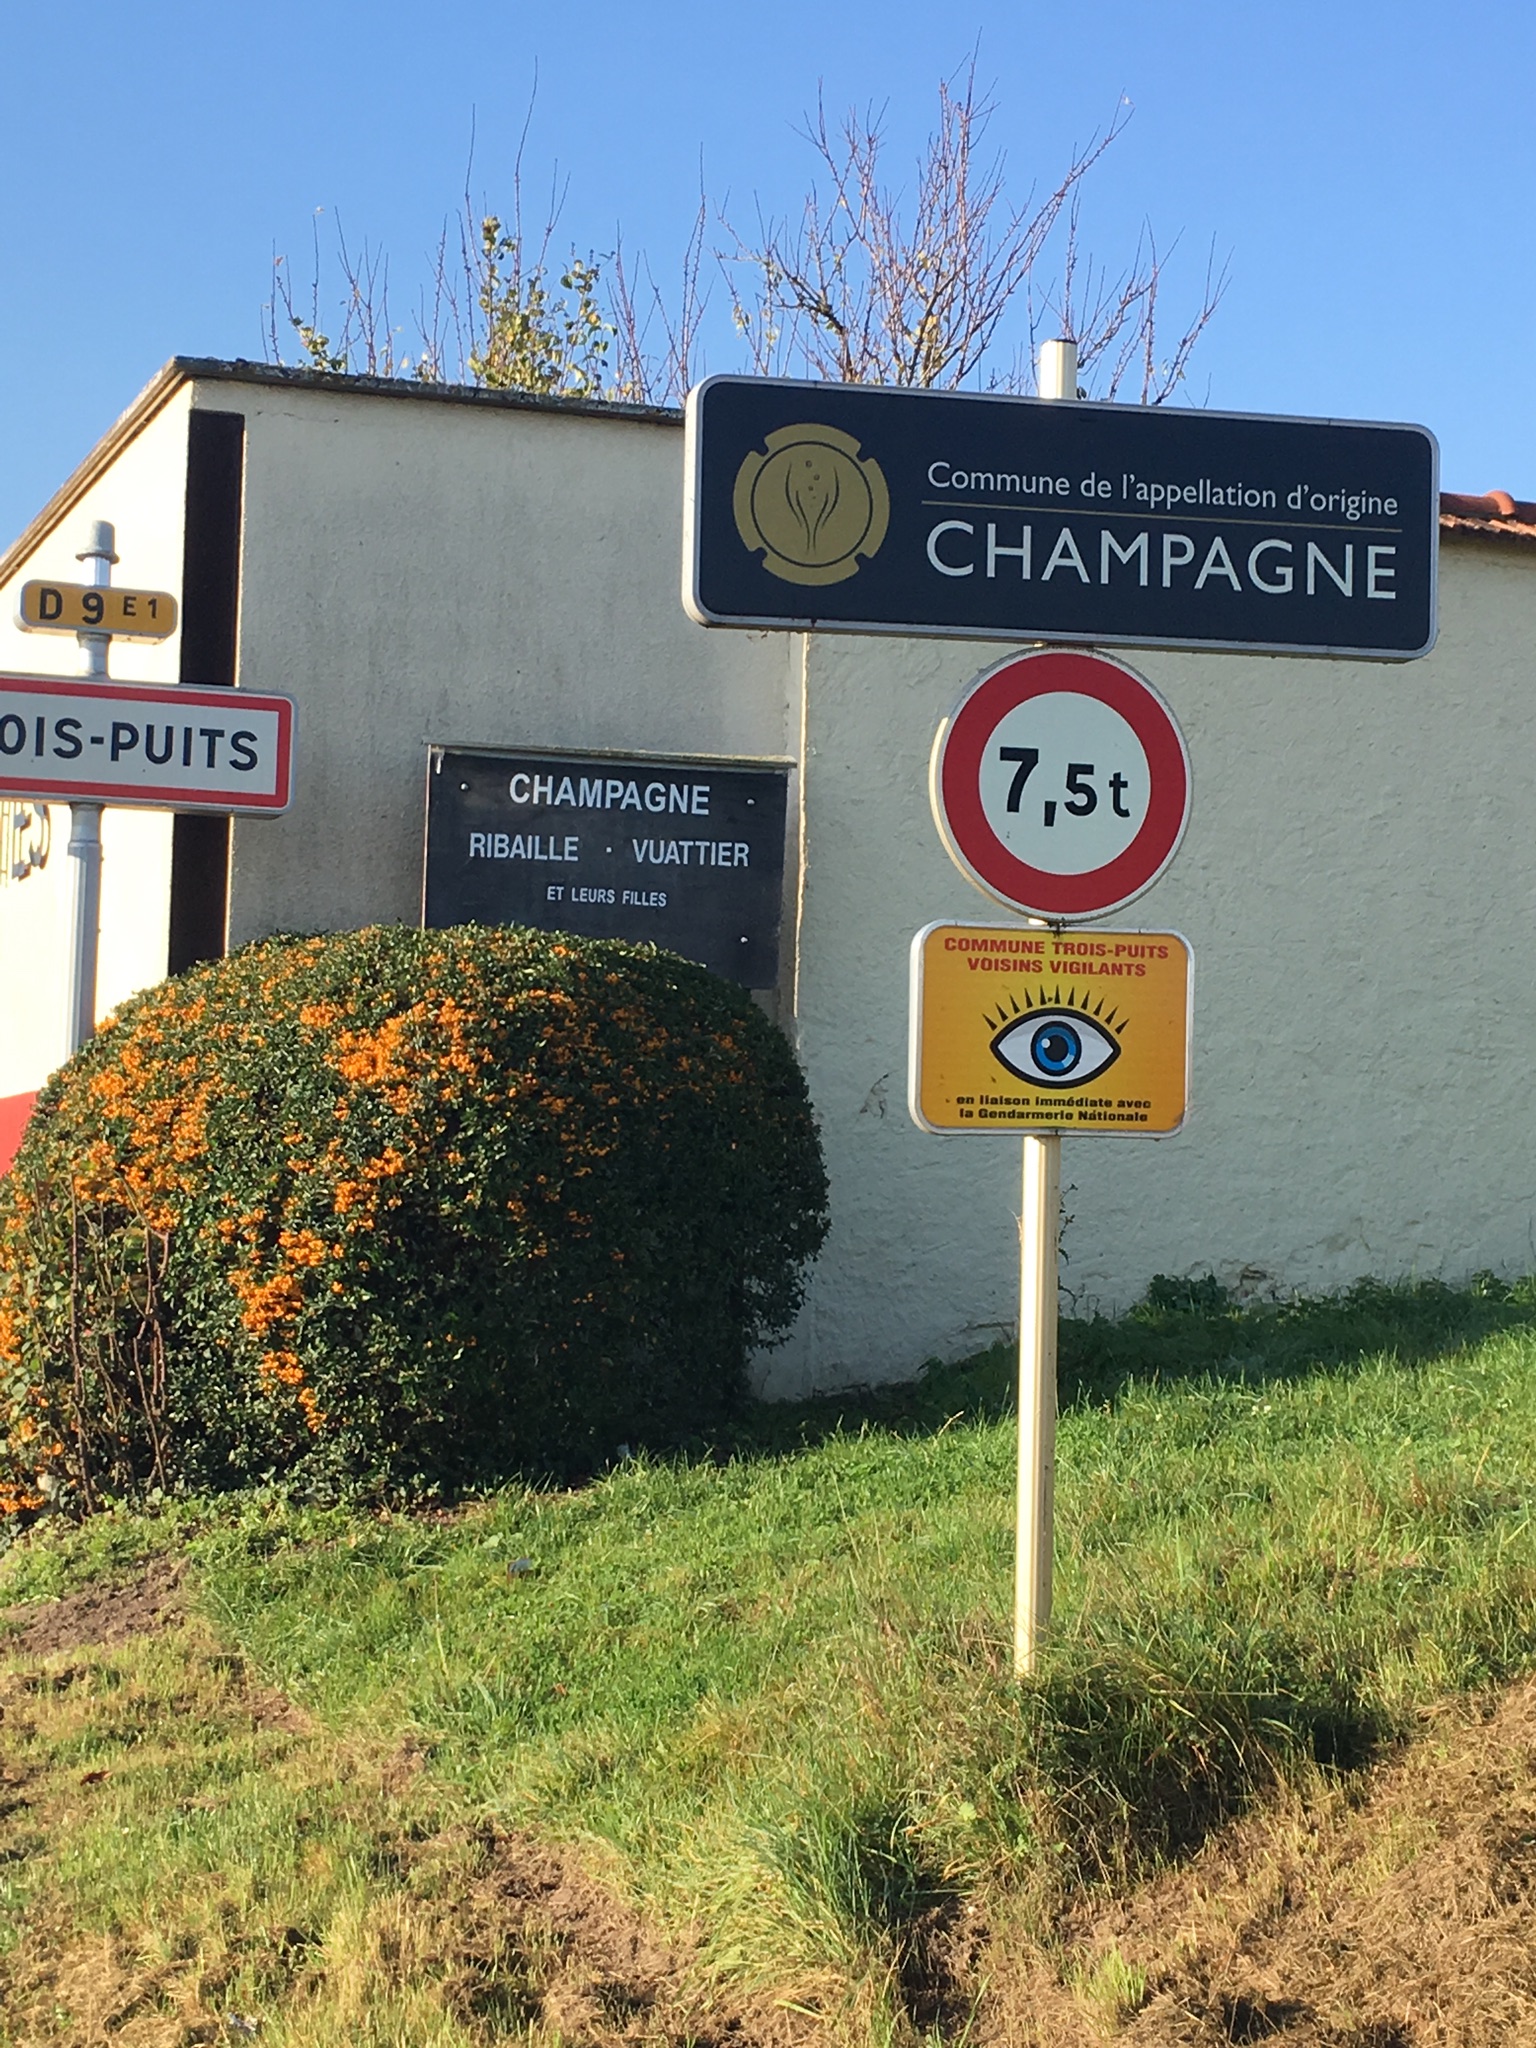 Commune de l'appellation d'origine
CHAMPAGNE
D 9 E1
OIS-PUITS
7,5t
CHAMPAGNE
RIBAILLE · VUATTIER
ET LEURS FILLES
COMMUNE TROIS-PUITS
VOISINS VIGILANTS
en liaison immédiate avec
la Gendarmerie Nationale